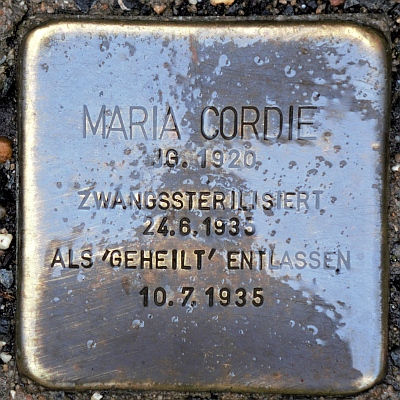 MARIA CORDIE
JG. 1920
ZWANGSSTERILISIERT
24.6.1935
ALS 'GEHEILT' ENTLASSEN
10.7.1935